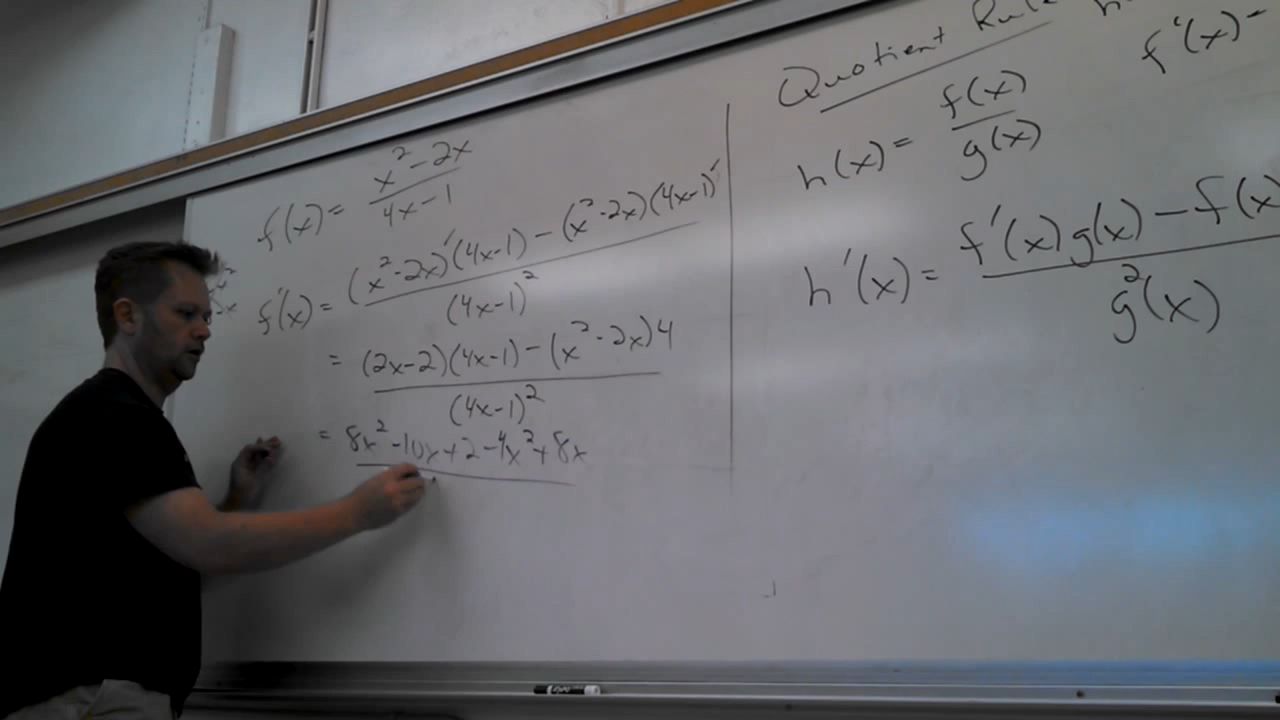 f(x) = (x² - 2x) / (4x - 1)
f'(x) = ((x² - 2x)'(4x - 1) - (x² - 2x)(4x - 1)') / (4x - 1)²
= ((2x - 2)(4x - 1) - (x² - 2x)4) / (4x - 1)²
= 8x² - 10x + 2 - 4x² + 8x
Quotient Rule
f'(x) =
h(x) = f(x) / g(x)
h'(x) = (f'(x)g(x) - f(x) / g²(x)